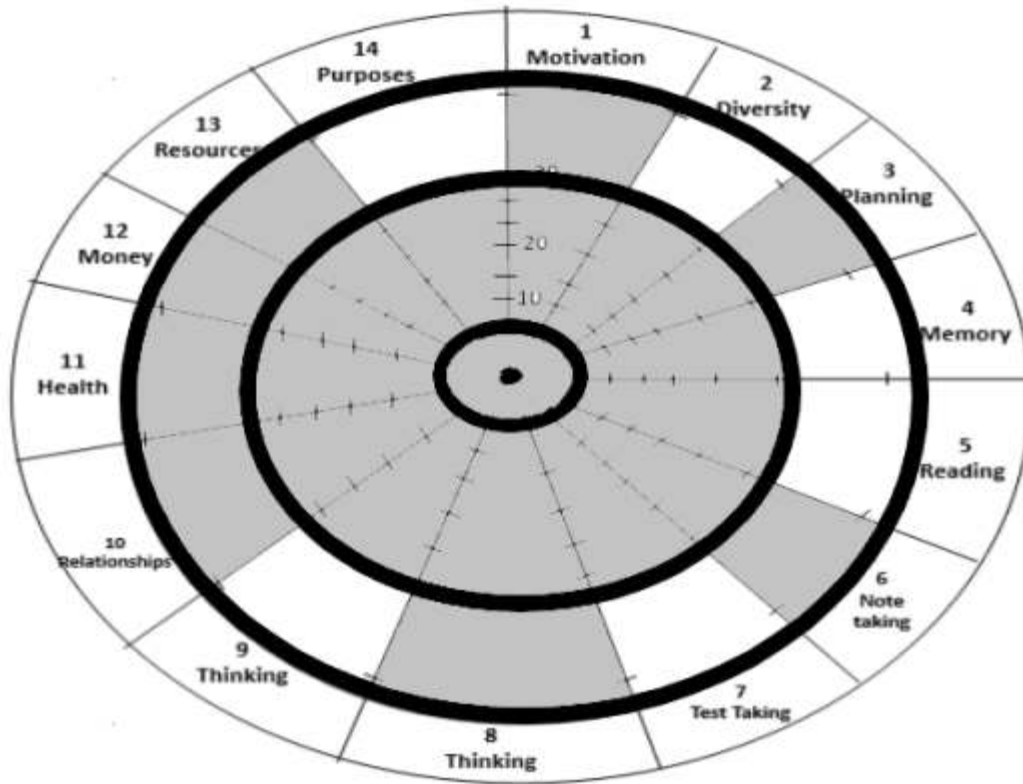 1
Motivation
2
Diversity
3
Planning
4
Memory
5
Reading
6
Note
taking
7
Test Taking
8
Thinking
9
Thinking
10
Relationships
11
Health
12
Money
13
Resources
14
Purposes
20
10